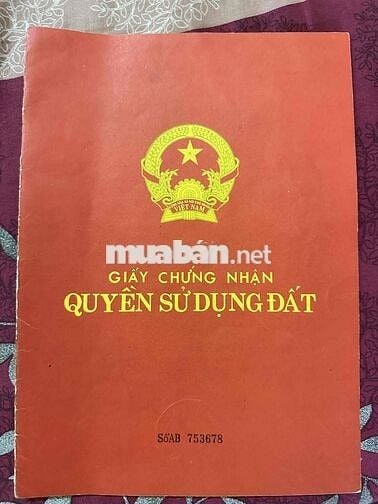 VIỆT NAM
muabán.net
GIẤY CHỨNG NHẬN
QUYỀN SỬ DỤNG ĐẤT
Số AB 753678